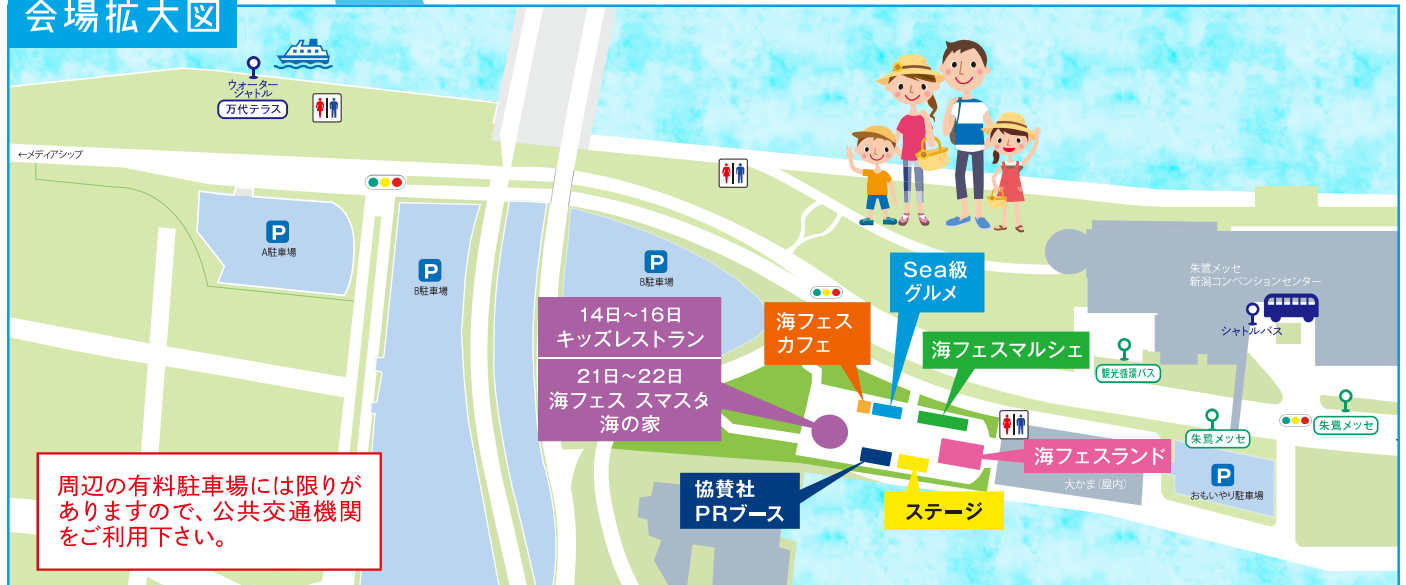 会場拡大図
ウォーター
シャトル
万代テラス
←メディアシップ
P
A駐車場
P
B駐車場
P
B駐車場
Sea級
グルメ
朱鷺メッセ
新潟コンベンションセンター
シャトルバス
14日～16日
キッズレストラン
海フェス
カフェ
海フェスマルシェ
観光循環バス
21日～22日
海フェス スマスタ
海の家
朱鷺メッセ
朱鷺メッセ
海フェスランド
大かま（屋内）
P
おもいやり駐車場
協賛社
PRブース
ステージ
周辺の有料駐車場には限りが
ありますので、公共交通機関
をご利用下さい。